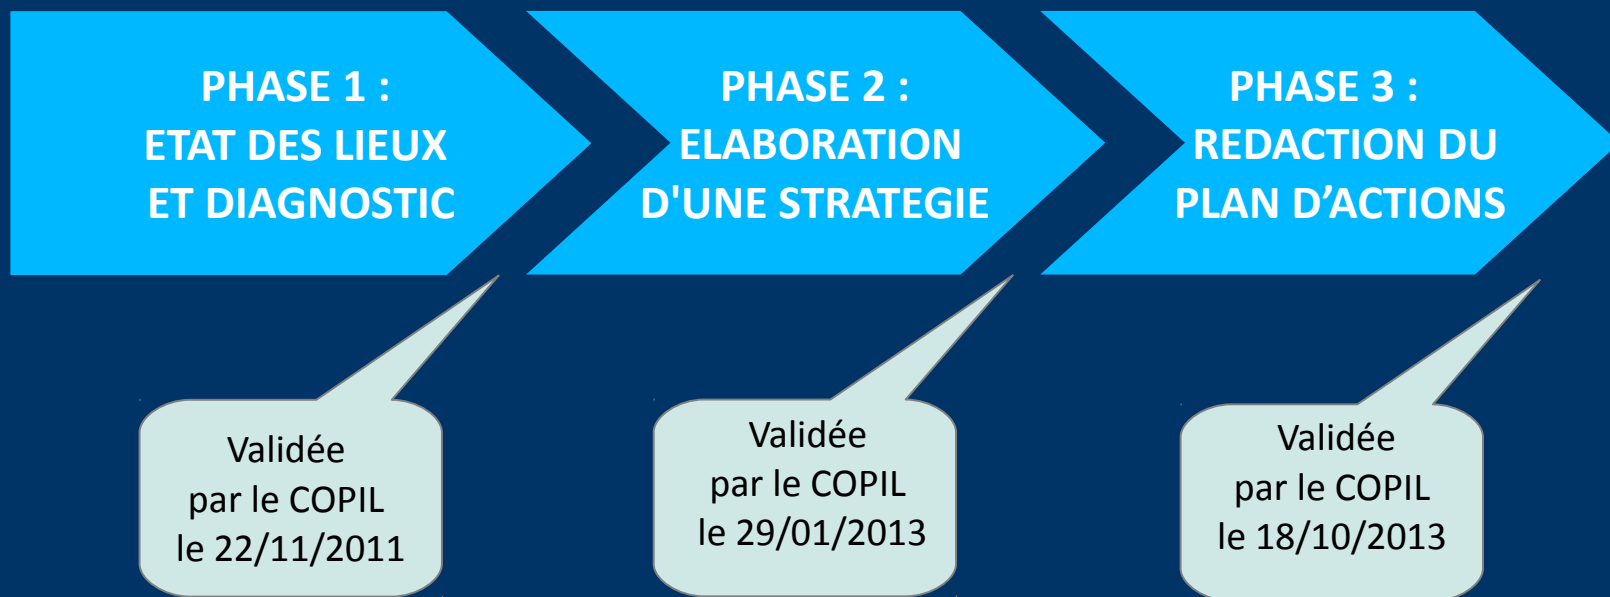 PHASE 1 :
ETAT DES LIEUX
ET DIAGNOSTIC
PHASE 2 :
ELABORATION
D'UNE STRATEGIE
PHASE 3 :
REDACTION DU
PLAN D’ACTIONS
Validée
par le COPIL
le 22/11/2011
Validée
par le COPIL
le 29/01/2013
Validée
par le COPIL
le 18/10/2013